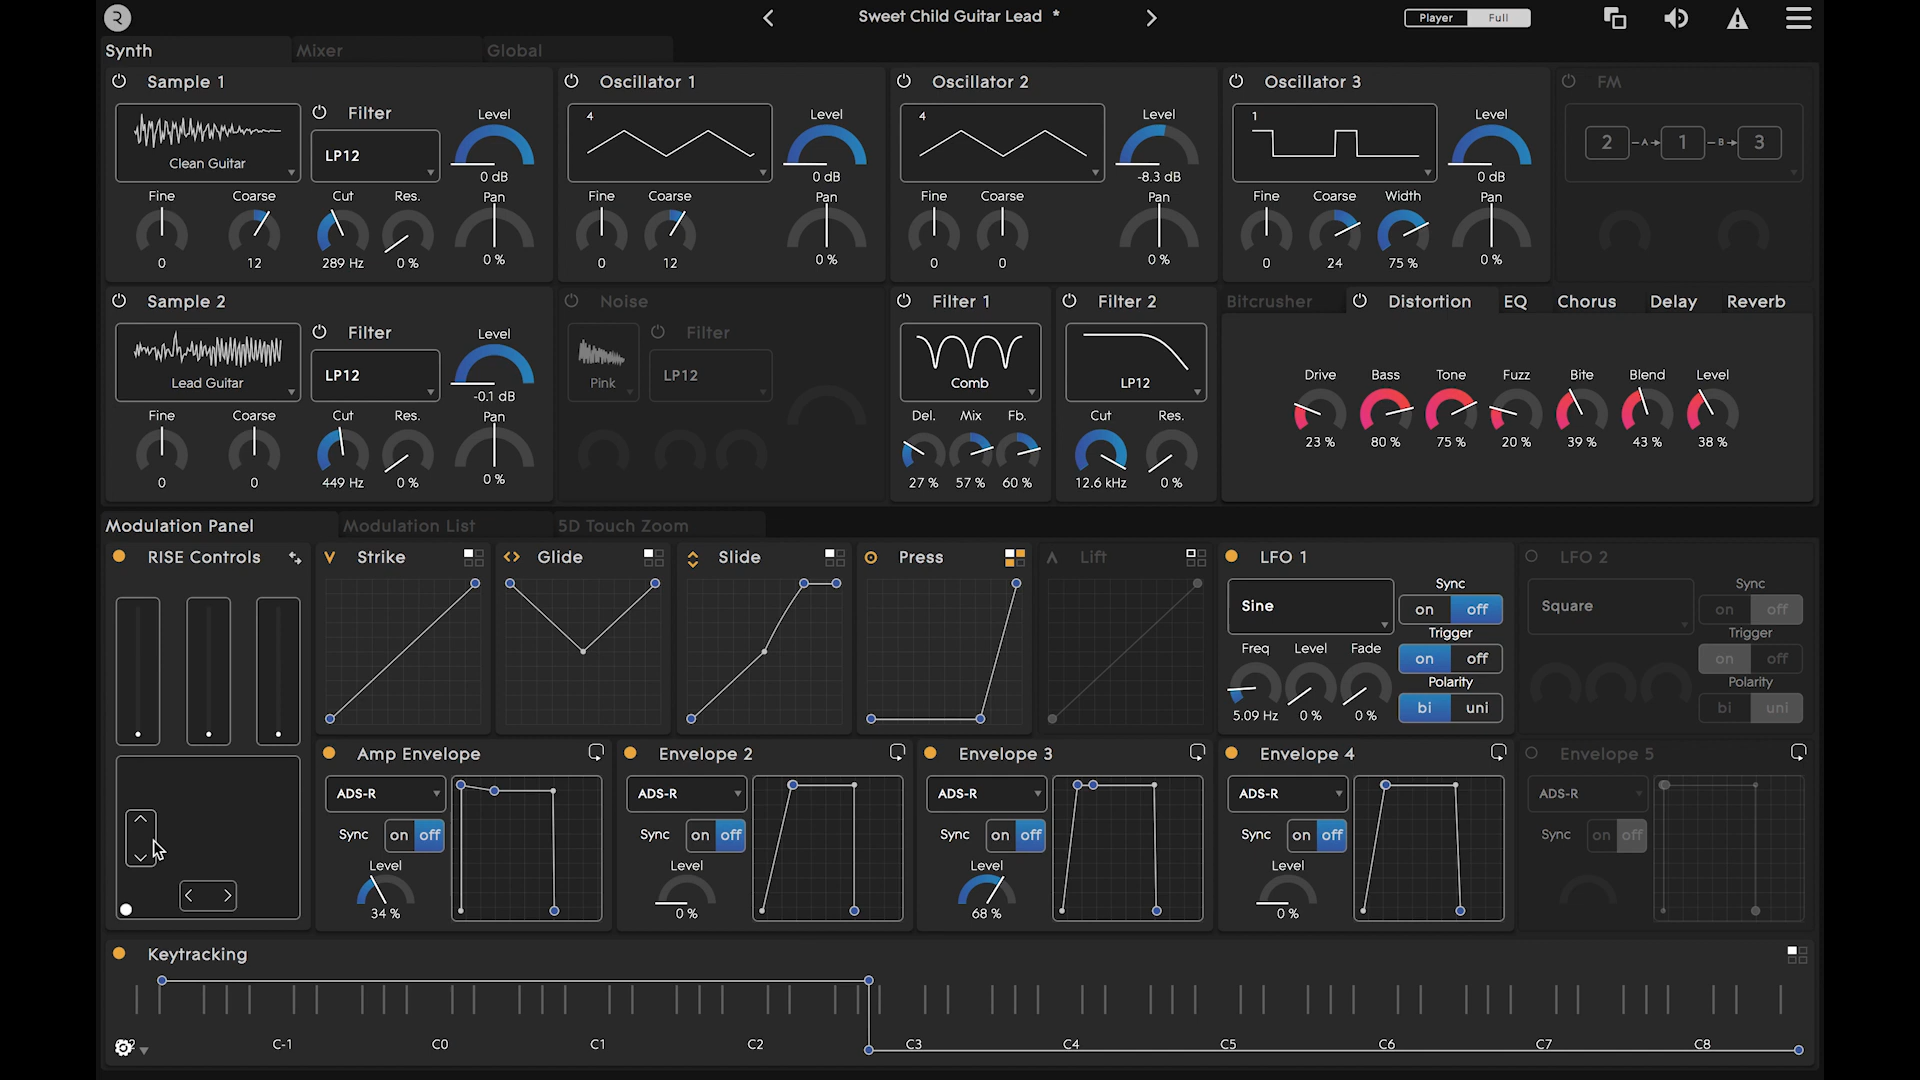 R
Sweet Child Guitar Lead *
Player Full
Synth Mixer Global
Sample 1
Clean Guitar
Filter
LP12
Level
0 dB
Fine Coarse Cut Res. Pan
0 12 289 Hz 0 % 0 %
Oscillator 1
4
Level
0 dB
Fine Coarse Pan
0 12 0 %
Oscillator 2
4
Level
-8.3 dB
Fine Coarse Pan
0 0 0 %
Oscillator 3
1
Level
0 dB
Fine Coarse Width Pan
0 24 75 % 0 %
FM
2 A 1 B 3
Sample 2
Lead Guitar
Filter
LP12
Level
-0.1 dB
Fine Coarse Cut Res. Pan
0 0 449 Hz 0 % 0 %
Noise
Pink
Filter
LP12
Filter 1
Comb
Del. Mix Fb.
27 % 57 % 60 %
Filter 2
LP12
Cut Res.
12.6 kHz 0 %
Bitcrusher Distortion EQ Chorus Delay Reverb
Drive Bass Tone Fuzz Bite Blend Level
23 % 80 % 75 % 20 % 39 % 43 % 38 %
Modulation Panel Modulation List 5D Touch Zoom
RISE Controls
Strike
Glide
Slide
Press
Lift
LFO 1
Sine
Sync
on off
Trigger
on off
Polarity
bi uni
Freq Level Fade
5.09 Hz 0 % 0 %
LFO 2
Square
Sync
on off
Trigger
on off
Polarity
bi uni
Amp Envelope
ADS-R
Sync on off
Level
34 %
Envelope 2
ADS-R
Sync on off
Level
0 %
Envelope 3
ADS-R
Sync on off
Level
68 %
Envelope 4
ADS-R
Sync on off
Level
0 %
Envelope 5
ADS-R
Sync on off
Keytracking
C-1 C0 C1 C2 C3 C4 C5 C6 C7 C8